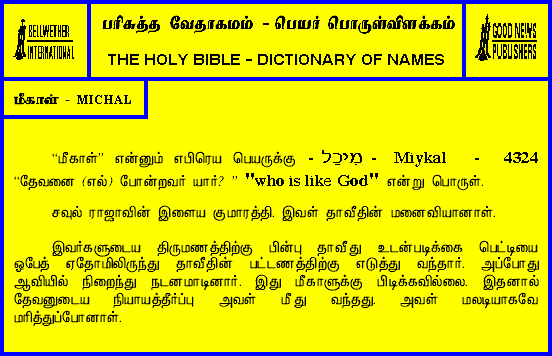 BELLWETHER
INTERNATIONAL
பரிசுத்த வேதாகமம் - பெயர் பொருள்விளக்கம்
THE HOLY BIBLE - DICTIONARY OF NAMES
GOOD NEWS
PUBLISHERS
மீகாள் - MICHAL
“மீகாள்” என்னும் எபிரெய பெயருக்கு - מִיכַל - Miykal - 4324
“தேவனை (எல்) போன்றவர் யார்? ” "who is like God" என்று பொருள்.
சவுல் ராஜாவின் இளைய குமாரத்தி. இவள் தாவீதின் மனைவியானாள்.
இவர்களுடைய திருமணத்திற்கு பின்பு தாவீது உடன்படிக்கை பெட்டியை
ஓபேத் ஏதோமிலிருந்து தாவீதின் பட்டணத்திற்கு எடுத்து வந்தார். அப்போது
ஆவியில் நிறைந்து நடனமாடினார். இது மீகாளுக்கு பிடிக்கவில்லை. இதனால்
தேவனுடைய நியாயத்தீர்ப்பு அவள் மீது வந்தது. அவள் மலடியாகவே
மரித்துப்போனாள்.